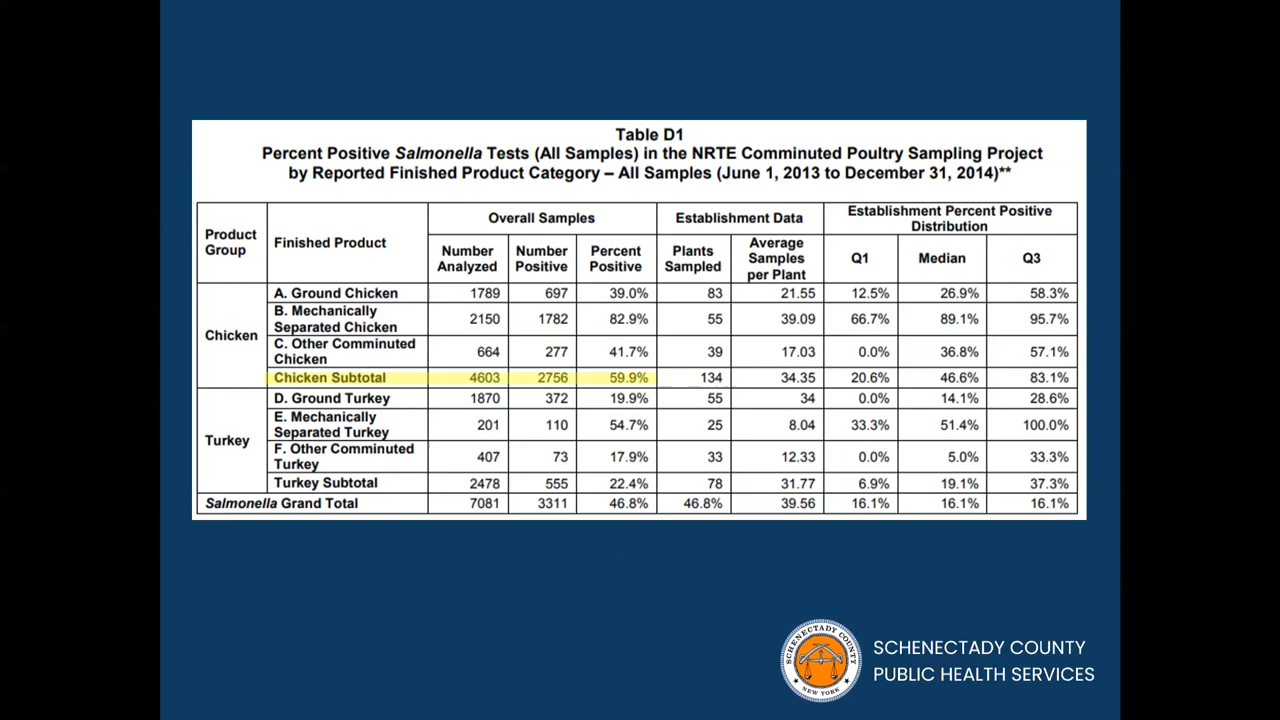 Table D1
Percent Positive Salmonella Tests (All Samples) in the NRTE Comminuted Poultry Sampling Project
by Reported Finished Product Category – All Samples (June 1, 2013 to December 31, 2014)**
Product Group Finished Product Overall Samples Establishment Data Establishment Percent Positive Distribution
Number Analyzed Number Positive Percent Positive Plants Sampled Average Samples per Plant Q1 Median Q3
Chicken
A. Ground Chicken 1789 697 39.0% 83 21.55 12.5% 26.9% 58.3%
B. Mechanically Separated Chicken 2150 1782 82.9% 55 39.09 66.7% 89.1% 95.7%
C. Other Comminuted Chicken 664 277 41.7% 39 17.03 0.0% 36.8% 57.1%
Chicken Subtotal 4603 2756 59.9% 134 34.35 20.6% 46.6% 83.1%
Turkey
D. Ground Turkey 1870 372 19.9% 55 34 0.0% 14.1% 28.6%
E. Mechanically Separated Turkey 201 110 54.7% 25 8.04 33.3% 51.4% 100.0%
F. Other Comminuted Turkey 407 73 17.9% 33 12.33 0.0% 5.0% 33.3%
Turkey Subtotal 2478 555 22.4% 78 31.77 6.9% 19.1% 37.3%
Salmonella Grand Total 7081 3311 46.8% 46.8% 39.56 16.1% 16.1% 16.1%
SCHENECTADY COUNTY
NEW YORK
SCHENECTADY COUNTY
PUBLIC HEALTH SERVICES